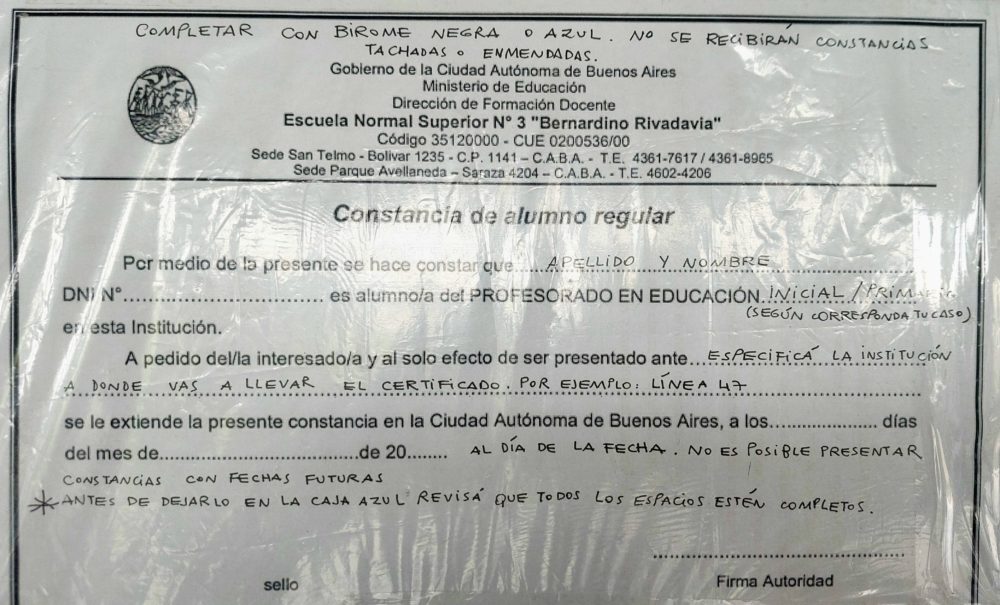 COMPLETAR CON BIROME NEGRA O AZUL. NO SE RECIBIRÁN CONSTANCIAS
TACHADAS O ENMENDADAS.
Gobierno de la Ciudad Autónoma de Buenos Aires
Ministerio de Educación
Dirección de Formación Docente
Escuela Normal Superior N° 3 "Bernardino Rivadavia"
Código 35120000 - CUE 0200536/00
Sede San Telmo - Bolivar 1235 - C.P. 1141 – C.A.B.A. - T.E. 4361-7617 / 4361-8965
Sede Parque Avellaneda – Saraza 4204 – C.A.B.A. - T.E. 4602-4206
Constancia de alumno regular
Por medio de la presente se hace constar que APELLIDO Y NOMBRE
DNI N°.................................. es alumno/a del PROFESORADO EN EDUCACIÓN INICIAL / PRIMARIA
(SEGÚN CORRESPONDA TU CASO)
en esta Institución.
A pedido del/la interesado/a y al solo efecto de ser presentado ante... ESPECIFICÁ LA INSTITUCIÓN
A DONDE VAS A LLEVAR EL CERTIFICADO. POR EJEMPLO: LÍNEA 47
se le extiende la presente constancia en la Ciudad Autónoma de Buenos Aires, a los.................... días
del mes de....................................de 20........ AL DÍA DE LA FECHA. NO ES POSIBLE PRESENTAR
CONSTANCIAS CON FECHAS FUTURAS
* ANTES DE DEJARLO EN LA CAJA AZUL REVISÁ QUE TODOS LOS ESPACIOS ESTÉN COMPLETOS.
sello
Firma Autoridad